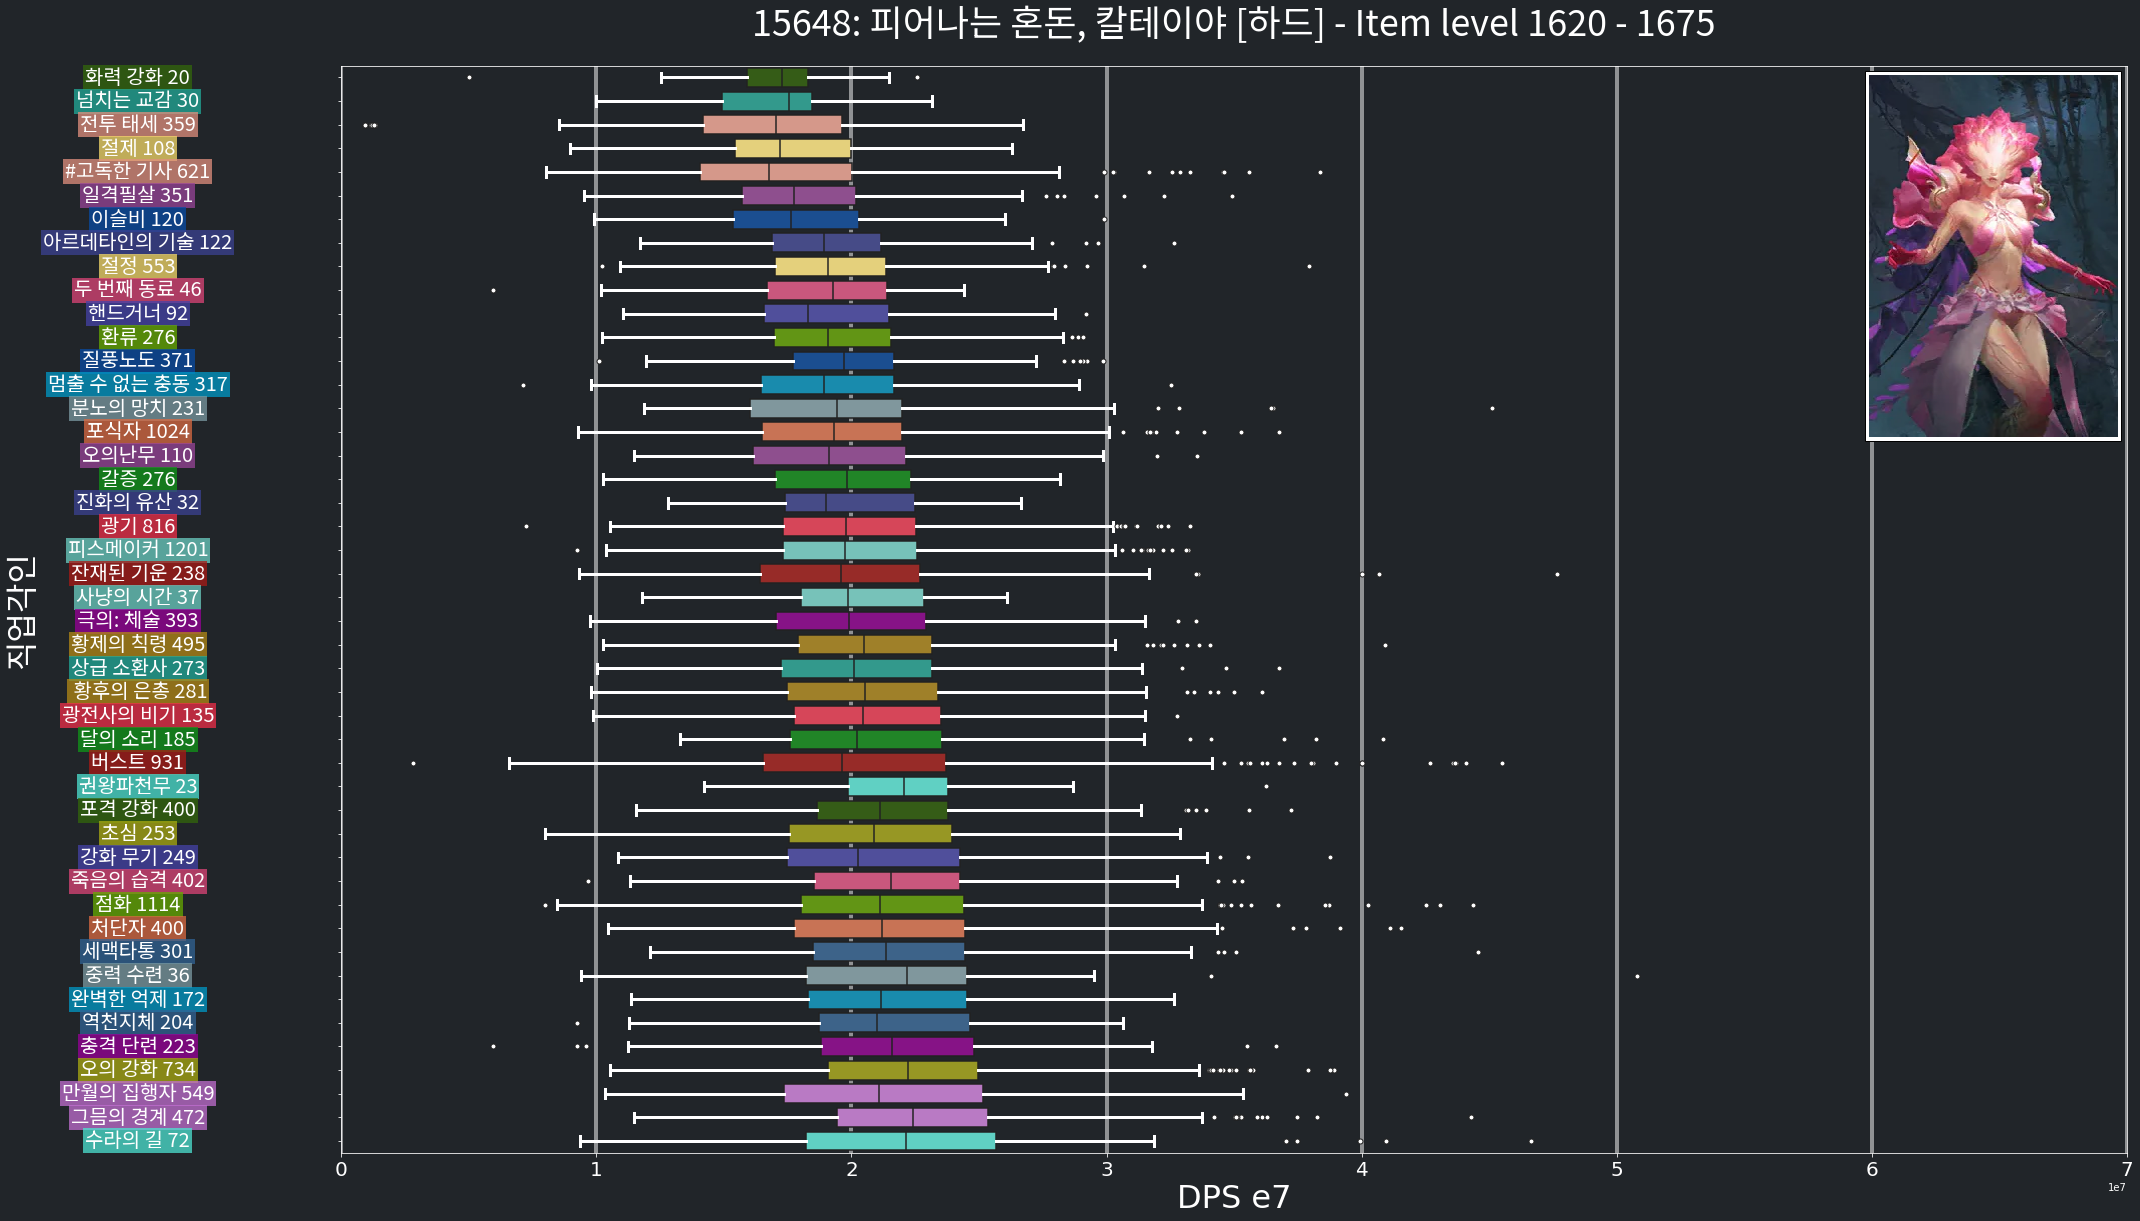 15648: 피어나는 혼돈, 칼테이야 [하드] - Item level 1620 - 1675
화력 강화 20
넘치는 교감 30
전투 태세 359
절제 108
#고독한 기사 621
일격필살 351
이슬비 120
아르데타인의 기술 122
절정 553
두 번째 동료 46
핸드거너 92
환류 276
질풍노도 371
멈출 수 없는 충동 317
분노의 망치 231
포식자 1024
오의난무 110
갈증 276
진화의 유산 32
광기 816
피스메이커 1201
잔재된 기운 238
사냥의 시간 37
극의: 체술 393
황제의 칙령 495
상급 소환사 273
황후의 은총 281
광전사의 비기 135
달의 소리 185
버스트 931
권왕파천무 23
포격 강화 400
초심 253
강화 무기 249
죽음의 습격 402
점화 1114
처단자 400
세맥타통 301
중력 수련 36
완벽한 억제 172
역천지체 204
충격 단련 223
오의 강화 734
만월의 집행자 549
그믐의 경계 472
수라의 길 72
직업각인
0 1 2 3 4 5 6 7
1e7
DPS e7